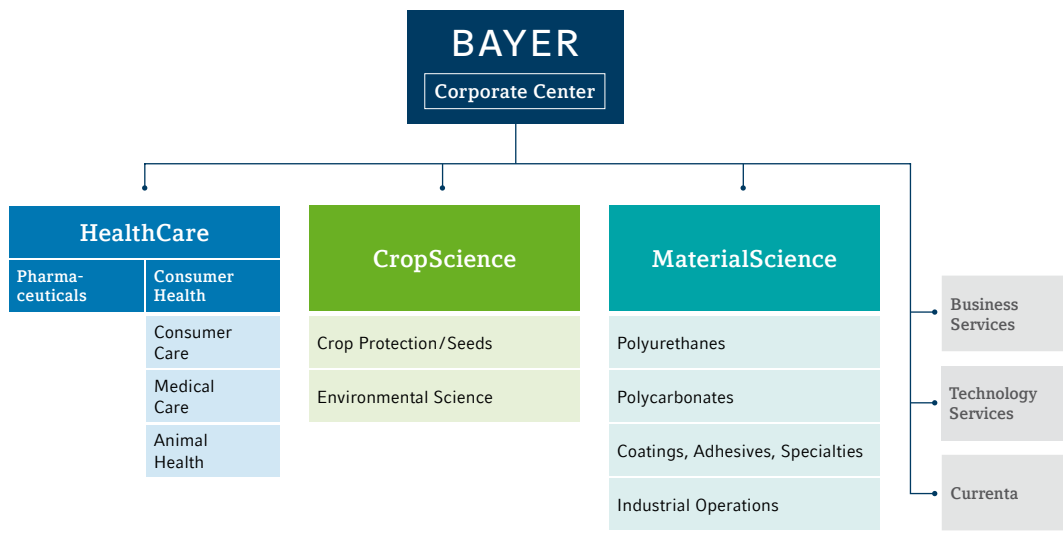 BAYER
Corporate Center
HealthCare
Pharma-
ceuticals
Consumer
Health
Consumer
Care
Medical
Care
Animal
Health
CropScience
Crop Protection/Seeds
Environmental Science
MaterialScience
Polyurethanes
Polycarbonates
Coatings, Adhesives, Specialties
Industrial Operations
Business
Services
Technology
Services
Currenta